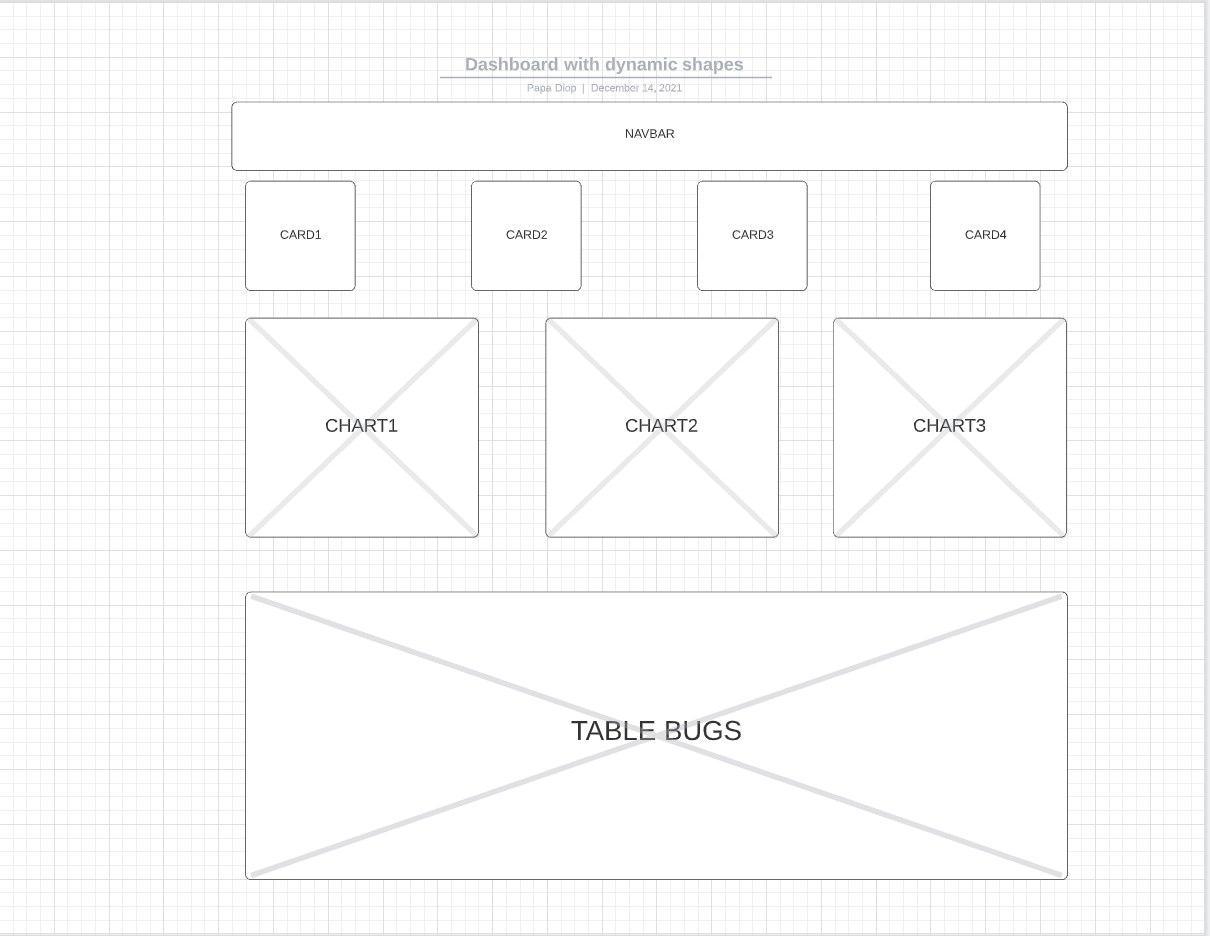 Dashboard with dynamic shapes
Papa Diop | December 14, 2021
NAVBAR
CARD1 CARD2 CARD3 CARD4
CHART1 CHART2 CHART3
TABLE BUGS